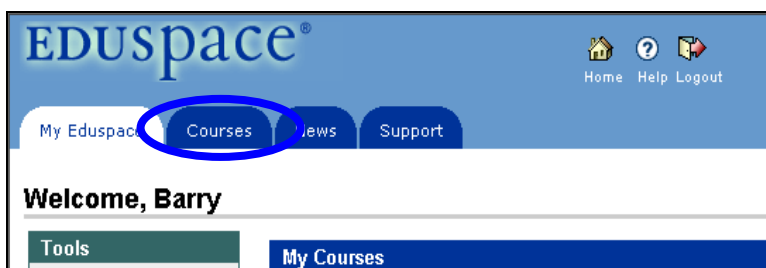 EDUSpace®
Home Help Logout
My Eduspace Courses News Support
Welcome, Barry
Tools
My Courses